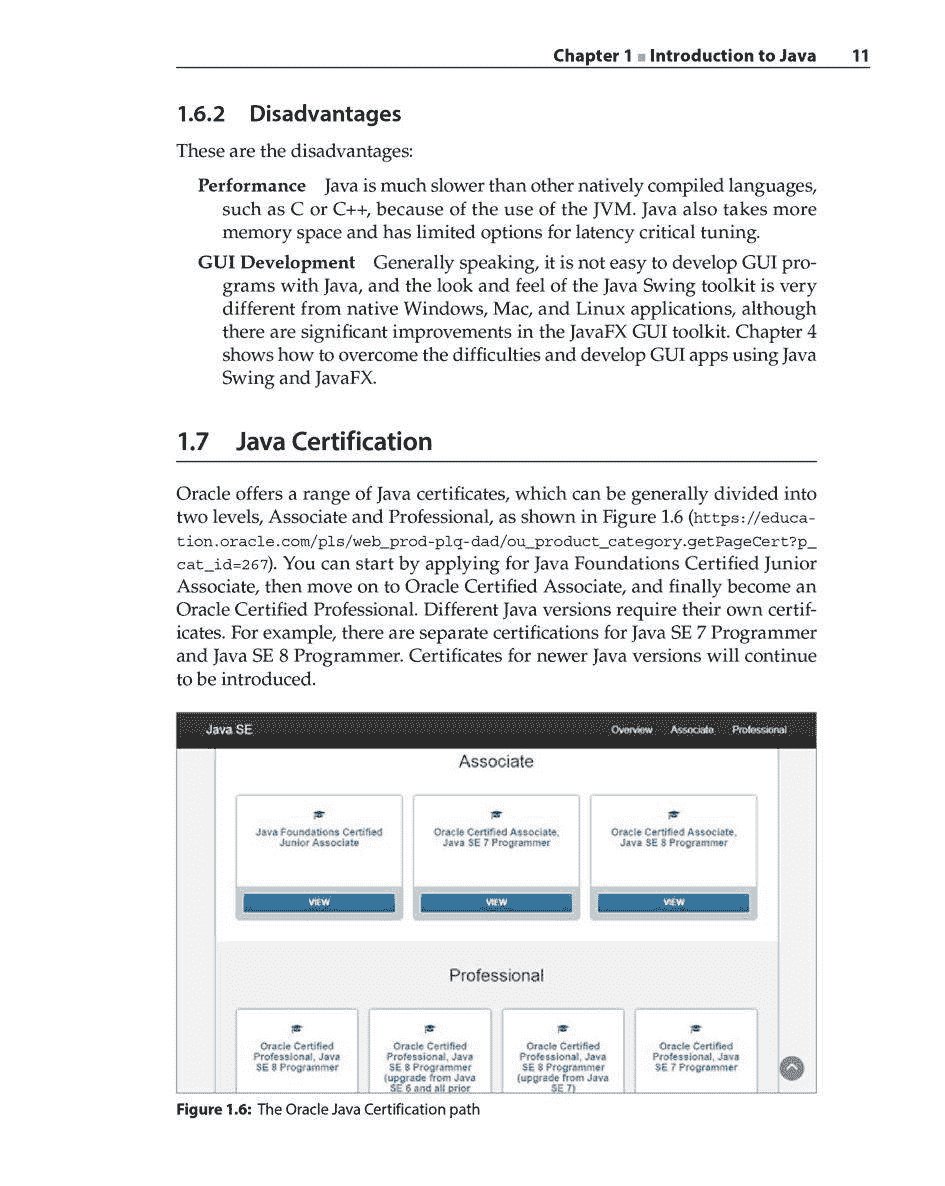 Chapter 1 ■ Introduction to Java 11
1.6.2 Disadvantages
These are the disadvantages:
Performance Java is much slower than other natively compiled languages,
such as C or C++, because of the use of the JVM. Java also takes more
memory space and has limited options for latency critical tuning.
GUI Development Generally speaking, it is not easy to develop GUI pro-
grams with Java, and the look and feel of the Java Swing toolkit is very
different from native Windows, Mac, and Linux applications, although
there are significant improvements in the JavaFX GUI toolkit. Chapter 4
shows how to overcome the difficulties and develop GUI apps using Java
Swing and JavaFX.
1.7 Java Certification
Oracle offers a range of Java certificates, which can be generally divided into
two levels, Associate and Professional, as shown in Figure 1.6 (https://educa-
tion.oracle.com/pls/web_prod-plq-dad/ou_product_category.getPageCert?p_
cat_id=267). You can start by applying for Java Foundations Certified Junior
Associate, then move on to Oracle Certified Associate, and finally become an
Oracle Certified Professional. Different Java versions require their own certif-
icates. For example, there are separate certifications for Java SE 7 Programmer
and Java SE 8 Programmer. Certificates for newer Java versions will continue
to be introduced.
Java SE Overview Associate Professional
Associate
Java Foundations Certified
Junior Associate
VIEW
Oracle Certified Associate,
Java SE 7 Programmer
VIEW
Oracle Certified Associate,
Java SE 8 Programmer
VIEW
Professional
Oracle Certified
Professional, Java
SE 8 Programmer
Oracle Certified
Professional, Java
SE 8 Programmer
(upgrade from Java
SE 6 and all prior
Oracle Certified
Professional, Java
SE 8 Programmer
(upgrade from Java
SE 7)
Oracle Certified
Professional, Java
SE 7 Programmer
Figure 1.6: The Oracle Java Certification path